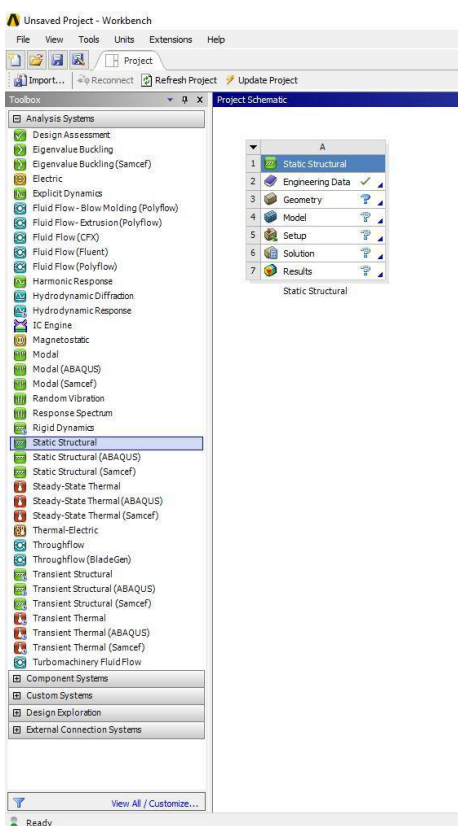 Unsaved Project - Workbench
File View Tools Units Extensions Help
Project
Import... Reconnect Refresh Project Update Project
Toolbox
Analysis Systems
Design Assessment
Eigenvalue Buckling
Eigenvalue Buckling (Samcef)
Electric
Explicit Dynamics
Fluid Flow - Blow Molding (Polyflow)
Fluid Flow - Extrusion (Polyflow)
Fluid Flow (CFX)
Fluid Flow (Fluent)
Fluid Flow (Polyflow)
Harmonic Response
Hydrodynamic Diffraction
Hydrodynamic Response
IC Engine
Magnetostatic
Modal
Modal (ABAQUS)
Modal (Samcef)
Random Vibration
Response Spectrum
Rigid Dynamics
Static Structural
Static Structural (ABAQUS)
Static Structural (Samcef)
Steady-State Thermal
Steady-State Thermal (ABAQUS)
Steady-State Thermal (Samcef)
Thermal-Electric
Throughflow
Throughflow (BladeGen)
Transient Structural
Transient Structural (ABAQUS)
Transient Structural (Samcef)
Transient Thermal
Transient Thermal (ABAQUS)
Transient Thermal (Samcef)
Turbomachinery Fluid Flow
Component Systems
Custom Systems
Design Exploration
External Connection Systems
View All / Customize...
Ready
Project Schematic
A
1 Static Structural
2 Engineering Data
3 Geometry
4 Model
5 Setup
6 Solution
7 Results
Static Structural